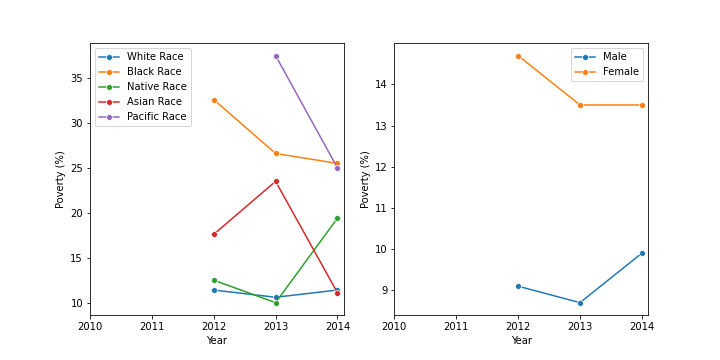 White Race
Black Race
Native Race
Asian Race
Pacific Race
Poverty (%)
35
30
25
20
15
10
2010 2011 2012 2013 2014
Year
Male
Female
Poverty (%)
14
13
12
11
10
9
2010 2011 2012 2013 2014
Year